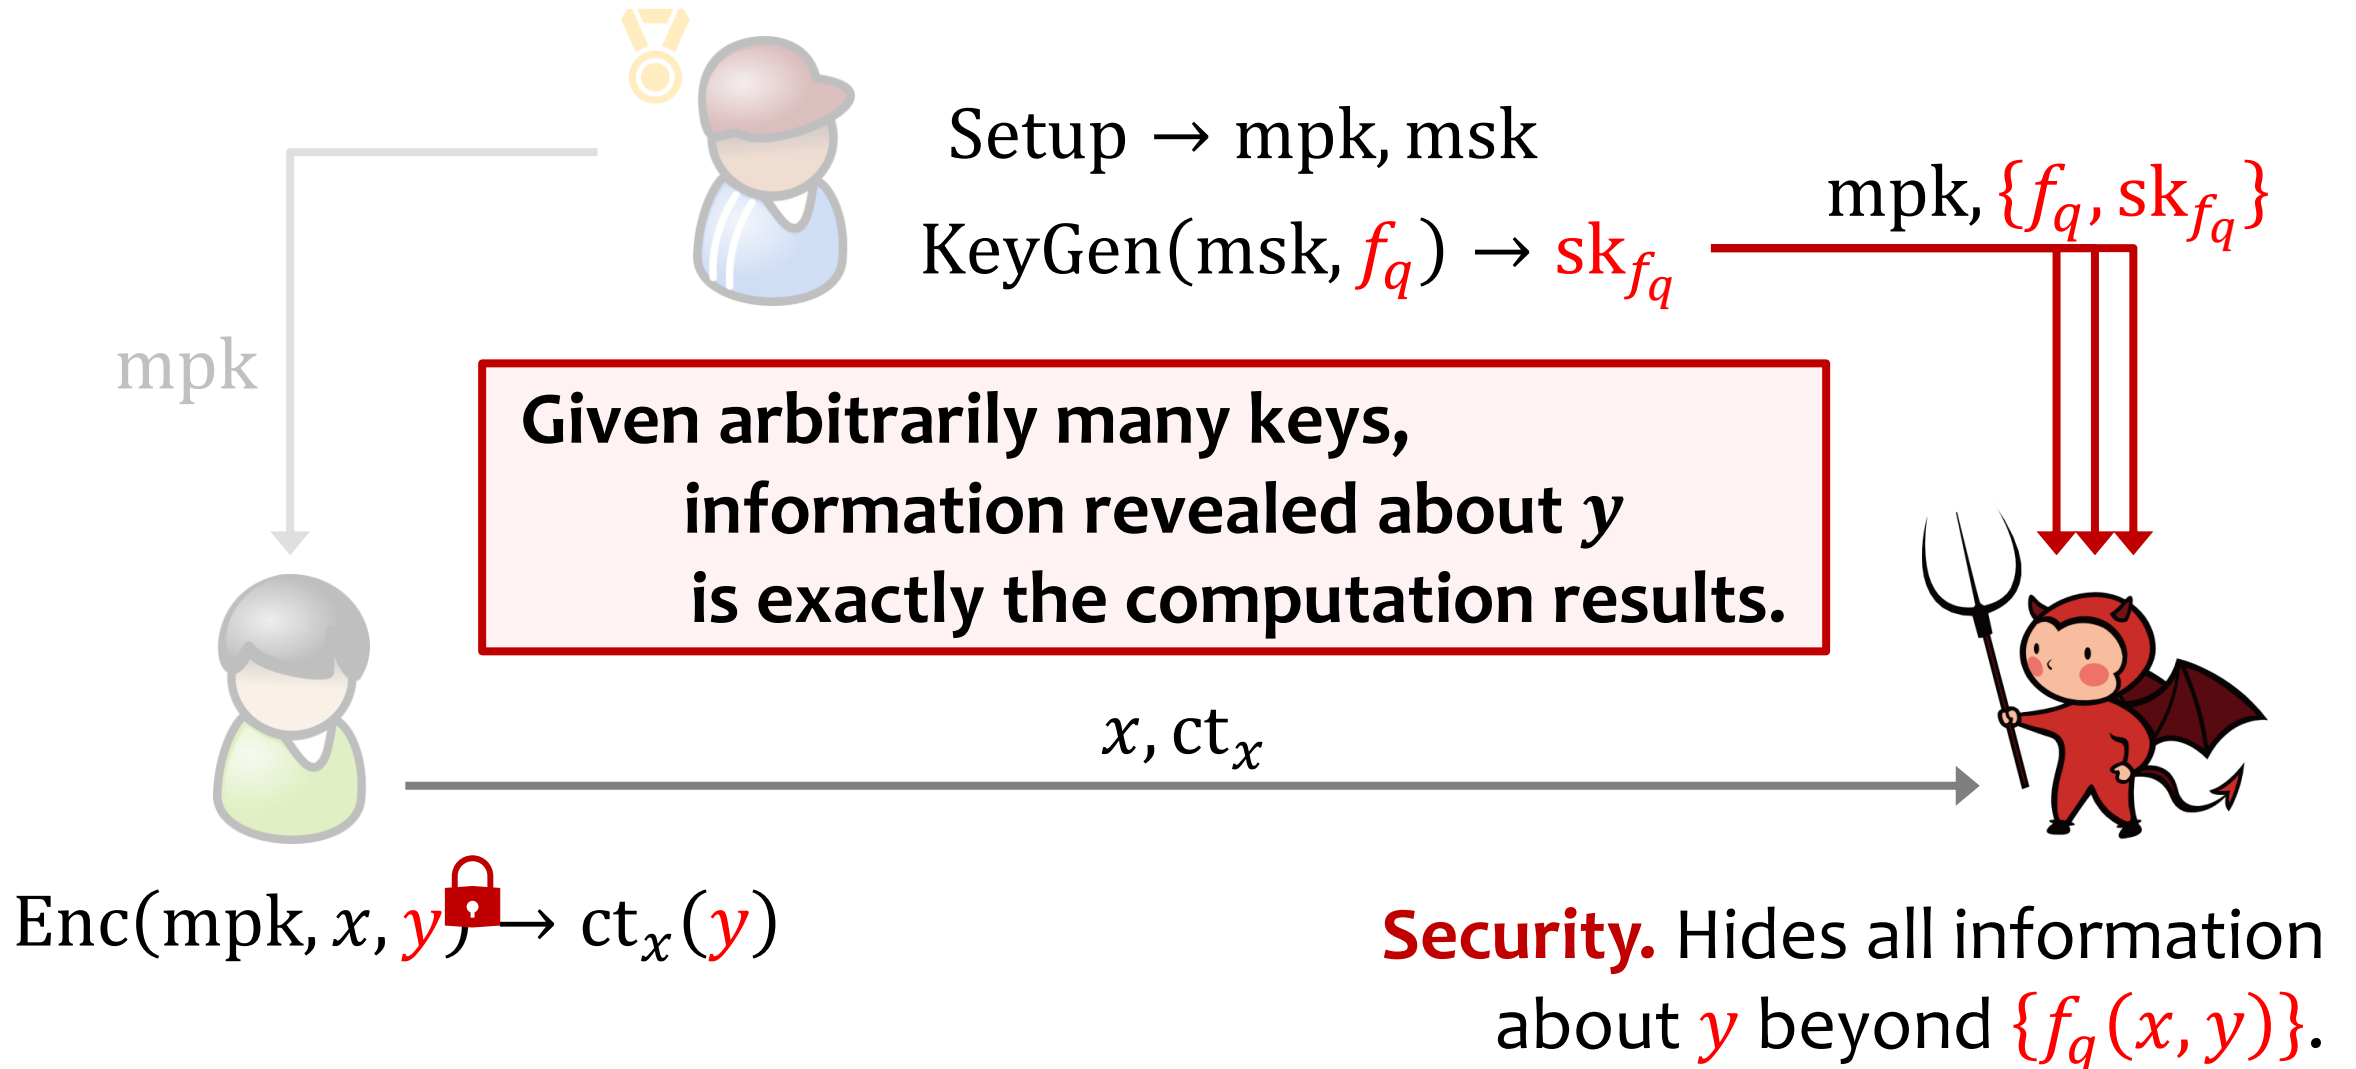 Setup → mpk, msk
KeyGen(msk, f_q) → sk_{f_q}
mpk, {f_q, sk_{f_q}}
mpk
Given arbitrarily many keys,
information revealed about y
is exactly the computation results.
x, ct_x
Enc(mpk, x, y) → ct_x(y)
Security. Hides all information
about y beyond {f_q(x, y)}.